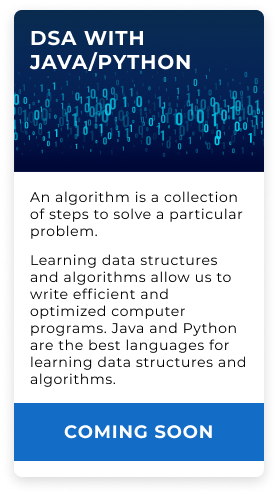 DSA WITH
JAVA/PYTHON
An algorithm is a collection
of steps to solve a particular
problem.
Learning data structures
and algorithms allow us to
write efficient and
optimized computer
programs. Java and Python
are the best languages for
learning data structures and
algorithms.
COMING SOON